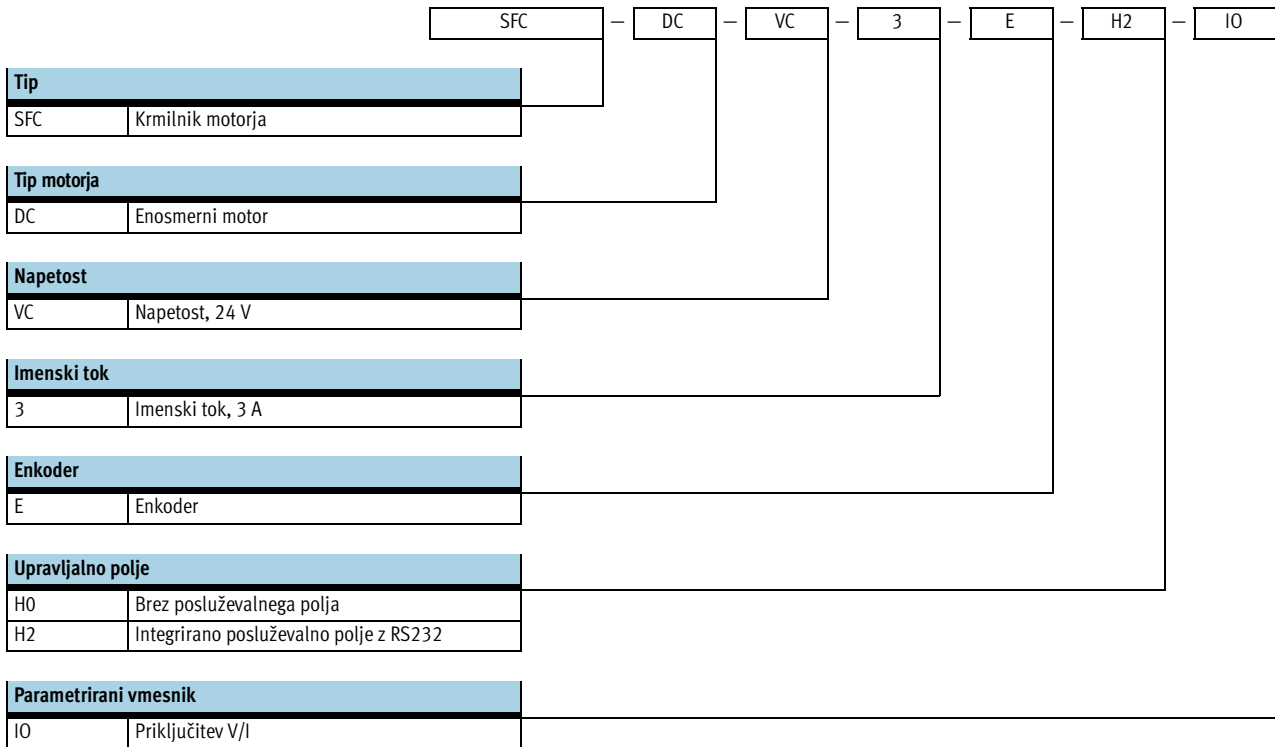 SFC – DC – VC – 3 – E – H2 – IO
Tip
SFC Krmilnik motorja
Tip motorja
DC Enosmerni motor
Napetost
VC Napetost, 24 V
Imenski tok
3 Imenski tok, 3 A
Enkoder
E Enkoder
Upravljalno polje
H0 Brez posluževalnega polja
H2 Integrirano posluževalno polje z RS232
Parametrirani vmesnik
IO Priključitev V/I